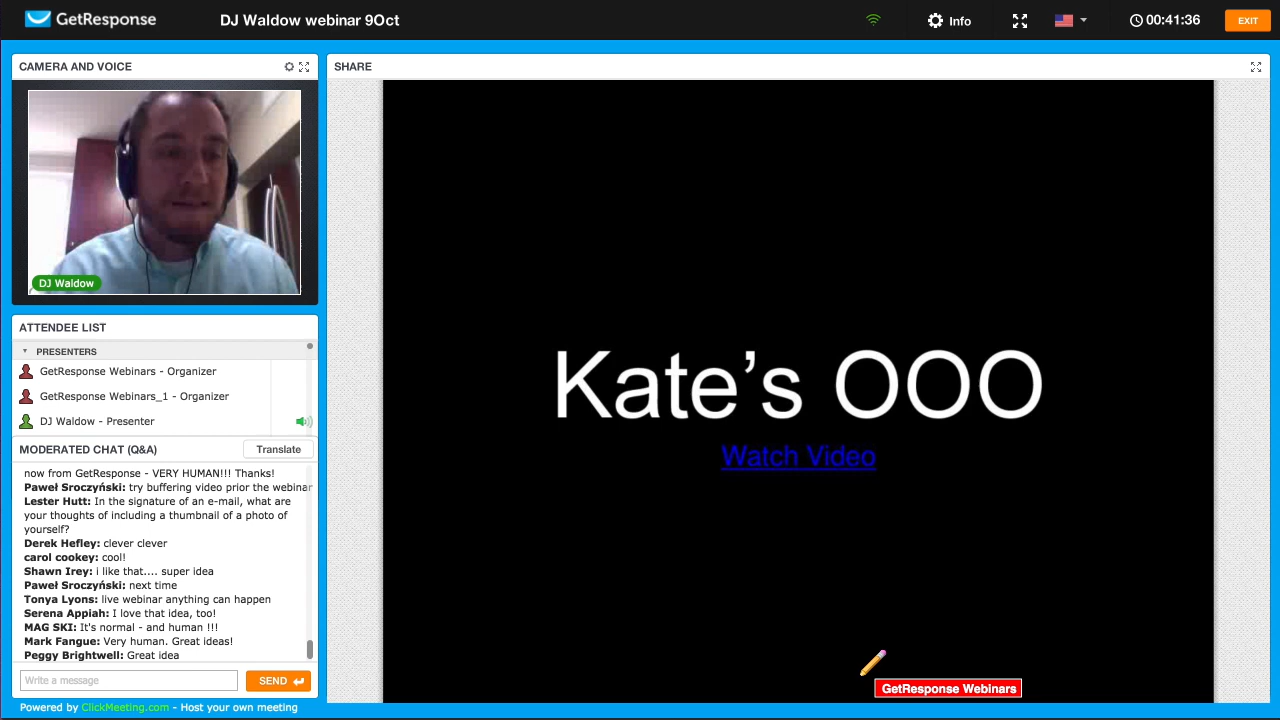 GetResponse
DJ Waldow webinar 9Oct
Info
00:41:36
EXIT
CAMERA AND VOICE
DJ Waldow
SHARE
Kate’s OOO
Watch Video
GetResponse Webinars
ATTENDEE LIST
PRESENTERS
GetResponse Webinars - Organizer
GetResponse Webinars_1 - Organizer
DJ Waldow - Presenter
MODERATED CHAT (Q&A)
Translate
now from GetResponse - VERY HUMAN!!! Thanks!
Paweł Sroczyński: try buffering video prior the webinar
Lester Hutt: In the signature of an e-mail, what are
your thoughts of including a thumbnail of a photo of
yourself?
Derek Hefley: clever clever
carol cookey: cool!
Shawn Irey: i like that.... super idea
Paweł Sroczyński: next time
Tonya Lyons: live webinar anything can happen
Serena Appiah: I love that idea, too!
MAG SKI: It's normal - and human !!!
Mark Fangue: Very human. Great ideas!
Peggy Brightwell: Great idea
Write a message
SEND
Powered by ClickMeeting.com - Host your own meeting